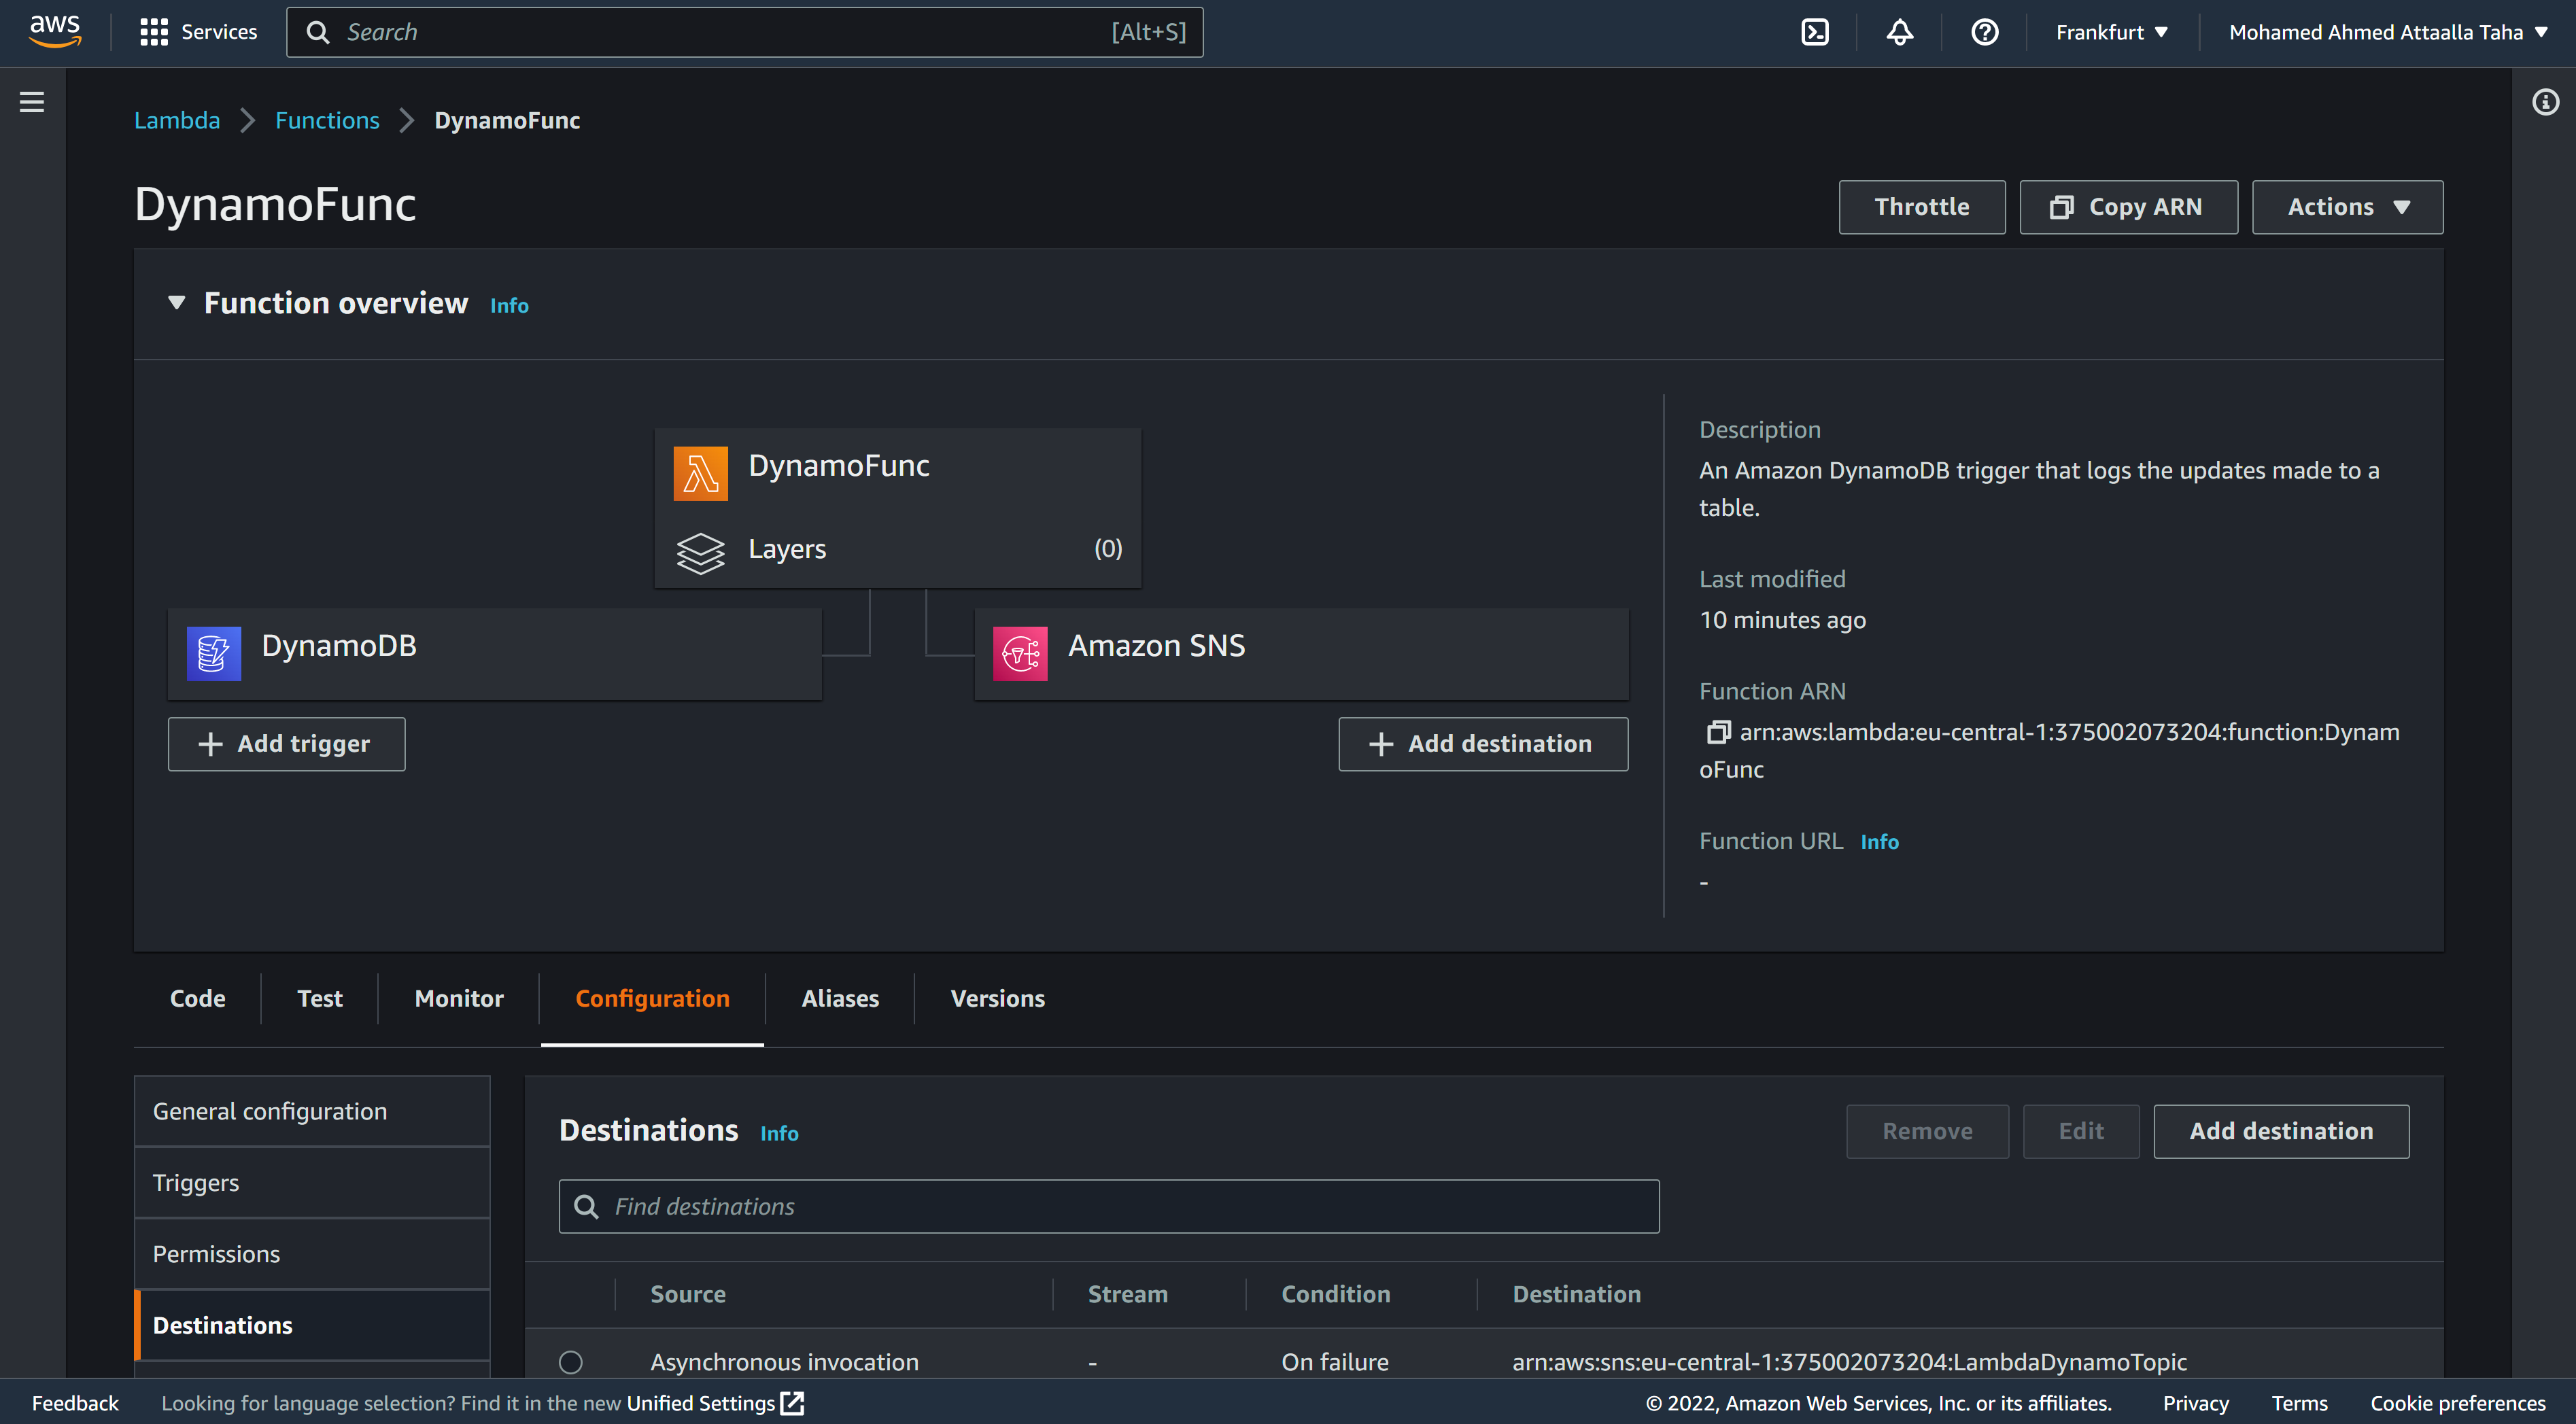 aws Services Search [Alt+S] Frankfurt Mohamed Ahmed Attaalla Taha
Lambda Functions DynamoFunc
DynamoFunc
Throttle Copy ARN Actions
Function overview Info
DynamoFunc
Layers (0)
DynamoDB
Amazon SNS
Add trigger
Add destination
Description
An Amazon DynamoDB trigger that logs the updates made to a
table.
Last modified
10 minutes ago
Function ARN
arn:aws:lambda:eu-central-1:375002073204:function:Dynam
oFunc
Function URL Info
-
Code Test Monitor Configuration Aliases Versions
General configuration
Triggers
Permissions
Destinations
Destinations Info
Remove Edit Add destination
Find destinations
Source Stream Condition Destination
Asynchronous invocation - On failure arn:aws:sns:eu-central-1:375002073204:LambdaDynamoTopic
Feedback Looking for language selection? Find it in the new Unified Settings © 2022, Amazon Web Services, Inc. or its affiliates. Privacy Terms Cookie preferences